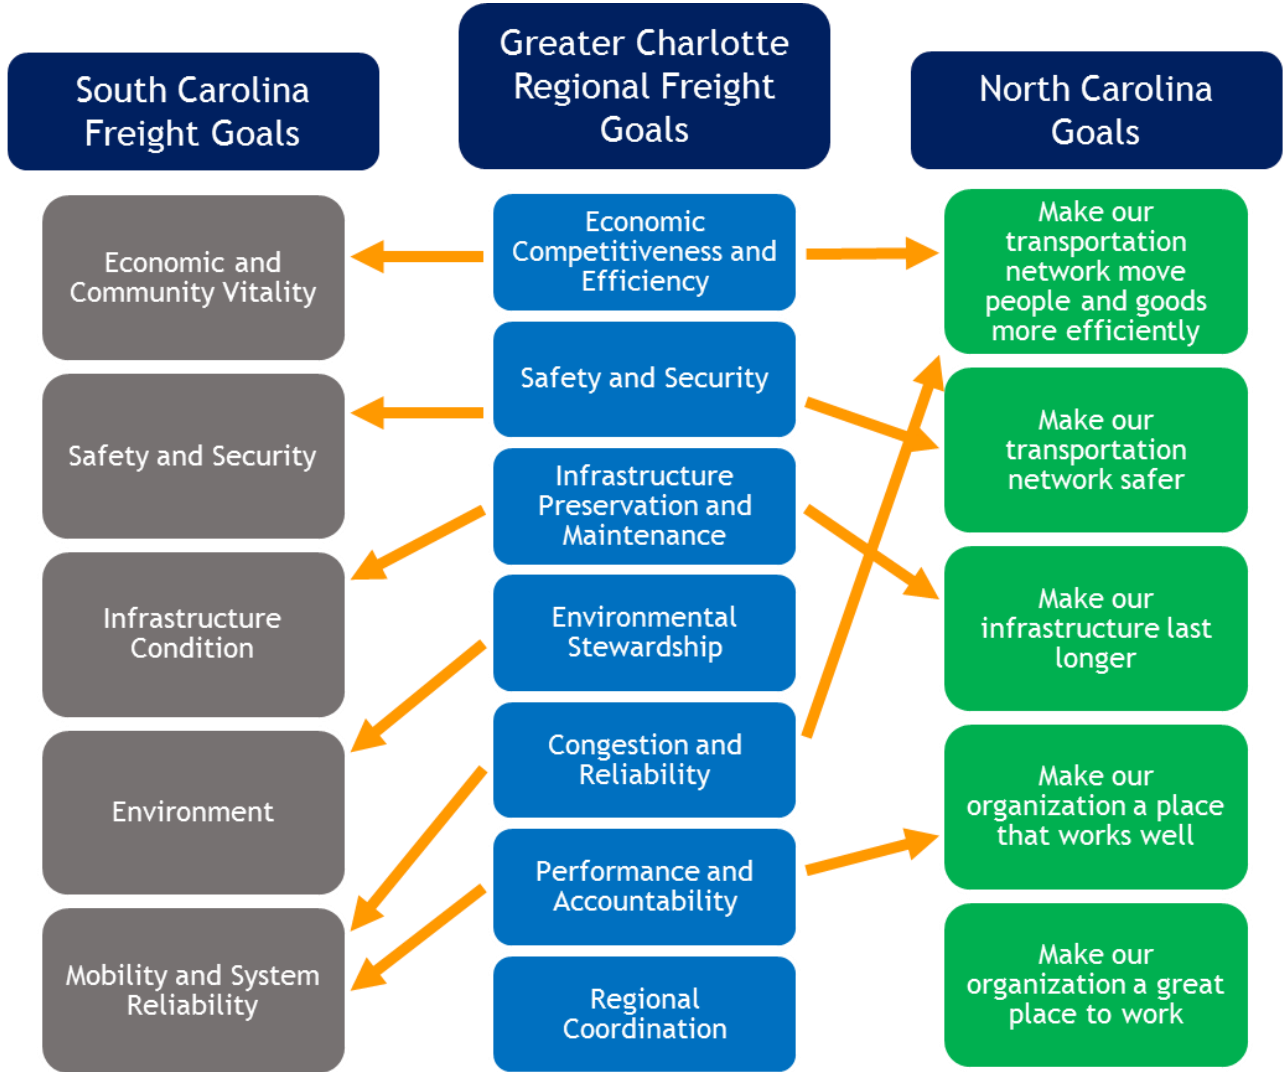 South Carolina
Freight Goals
Greater Charlotte
Regional Freight
Goals
North Carolina
Goals
Economic and
Community Vitality
Safety and Security
Infrastructure
Condition
Environment
Mobility and System
Reliability
Economic
Competitiveness and
Efficiency
Safety and Security
Infrastructure
Preservation and
Maintenance
Environmental
Stewardship
Congestion and
Reliability
Performance and
Accountability
Regional
Coordination
Make our
transportation
network move
people and goods
more efficiently
Make our
transportation
network safer
Make our
infrastructure last
longer
Make our
organization a place
that works well
Make our
organization a great
place to work